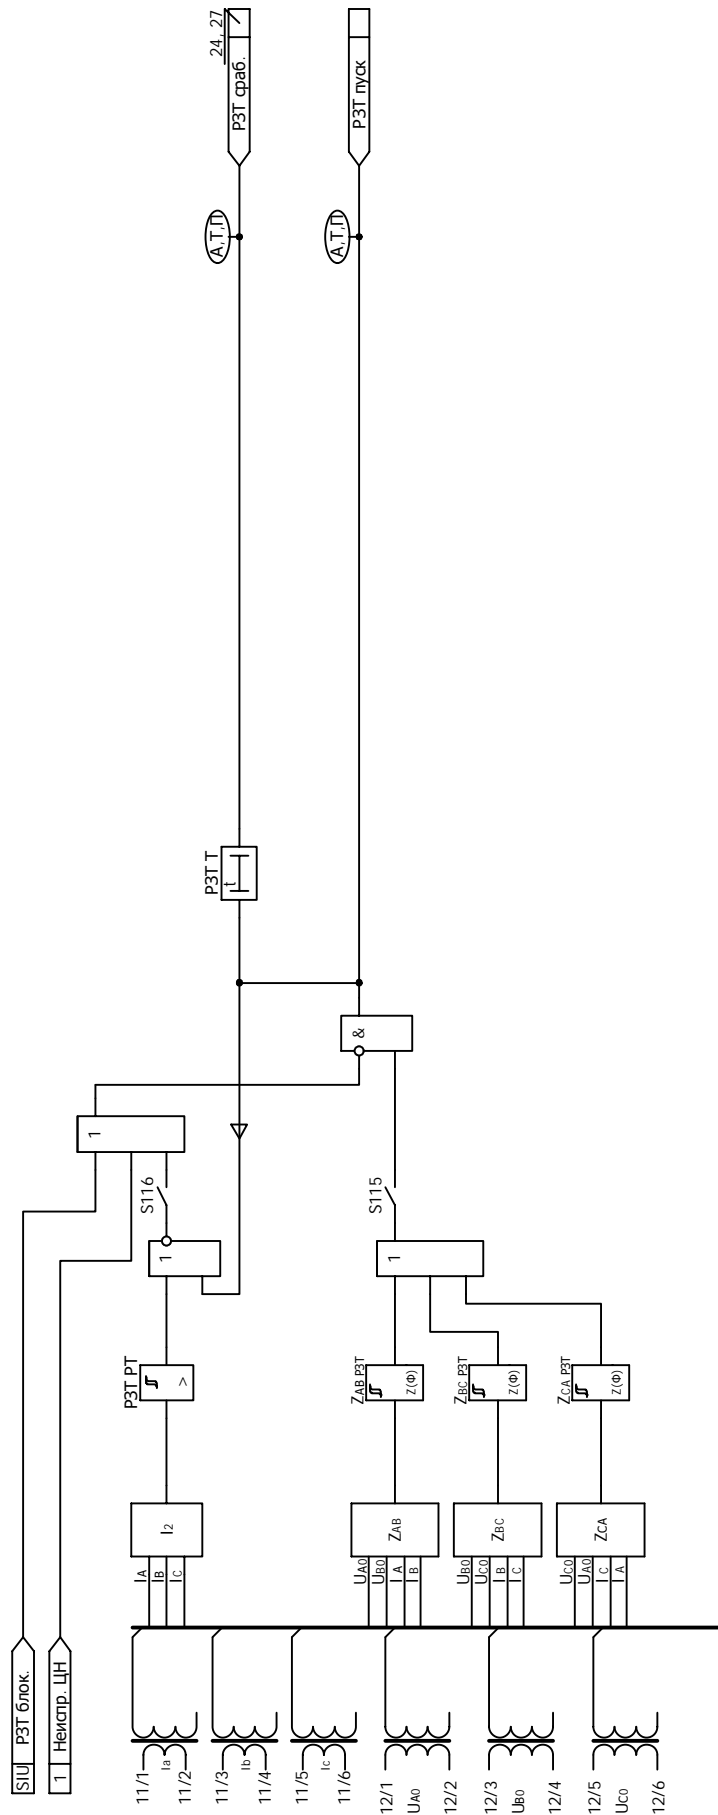 24, 27
РЗТ сраб.
РЗТ пуск
А,Т,П
А,Т,П
РЗТ Т
t
&
1
S116
S115
1
1
РЗТ РТ
>
ZAB РЗТ
Z(Ф)
ZBC РЗТ
Z(Ф)
ZCA РЗТ
Z(Ф)
I2
ZAB
ZBC
ZCA
IA
IB
IC
UA0
UB0
IA
IB
UB0
UC0
IB
IC
UC0
UA0
IC
IA
SIU РЗТ блок.
1 Неиспр. ЦН
11/1
Ia
11/2
11/3
Ib
11/4
11/5
Ic
11/6
12/1
UA0
12/2
12/3
UB0
12/4
12/5
UC0
12/6